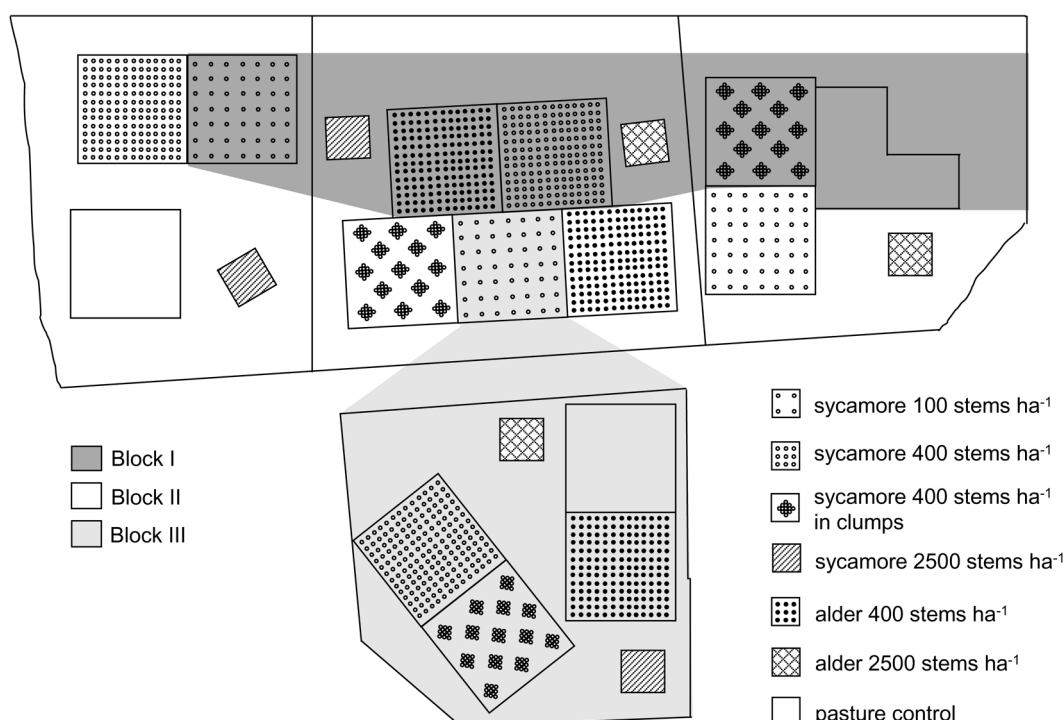 Block I
Block II
Block III
sycamore 100 stems ha⁻¹
sycamore 400 stems ha⁻¹
sycamore 400 stems ha⁻¹
in clumps
sycamore 2500 stems ha⁻¹
alder 400 stems ha⁻¹
alder 2500 stems ha⁻¹
pasture control